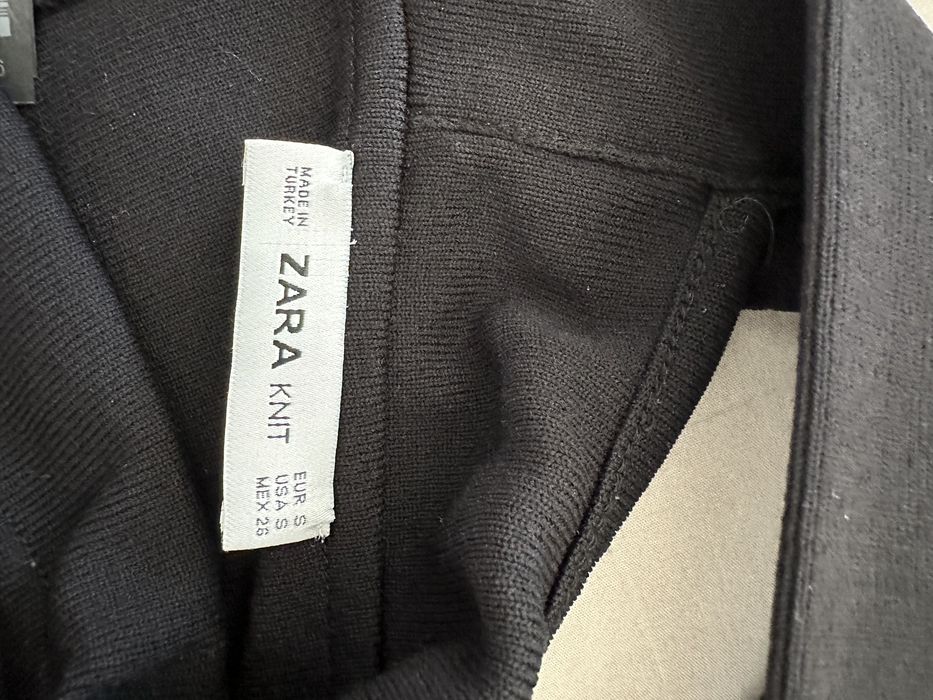 MADE IN
TURKEY
ZARA KNIT
EUR S
USA S
MEX 26